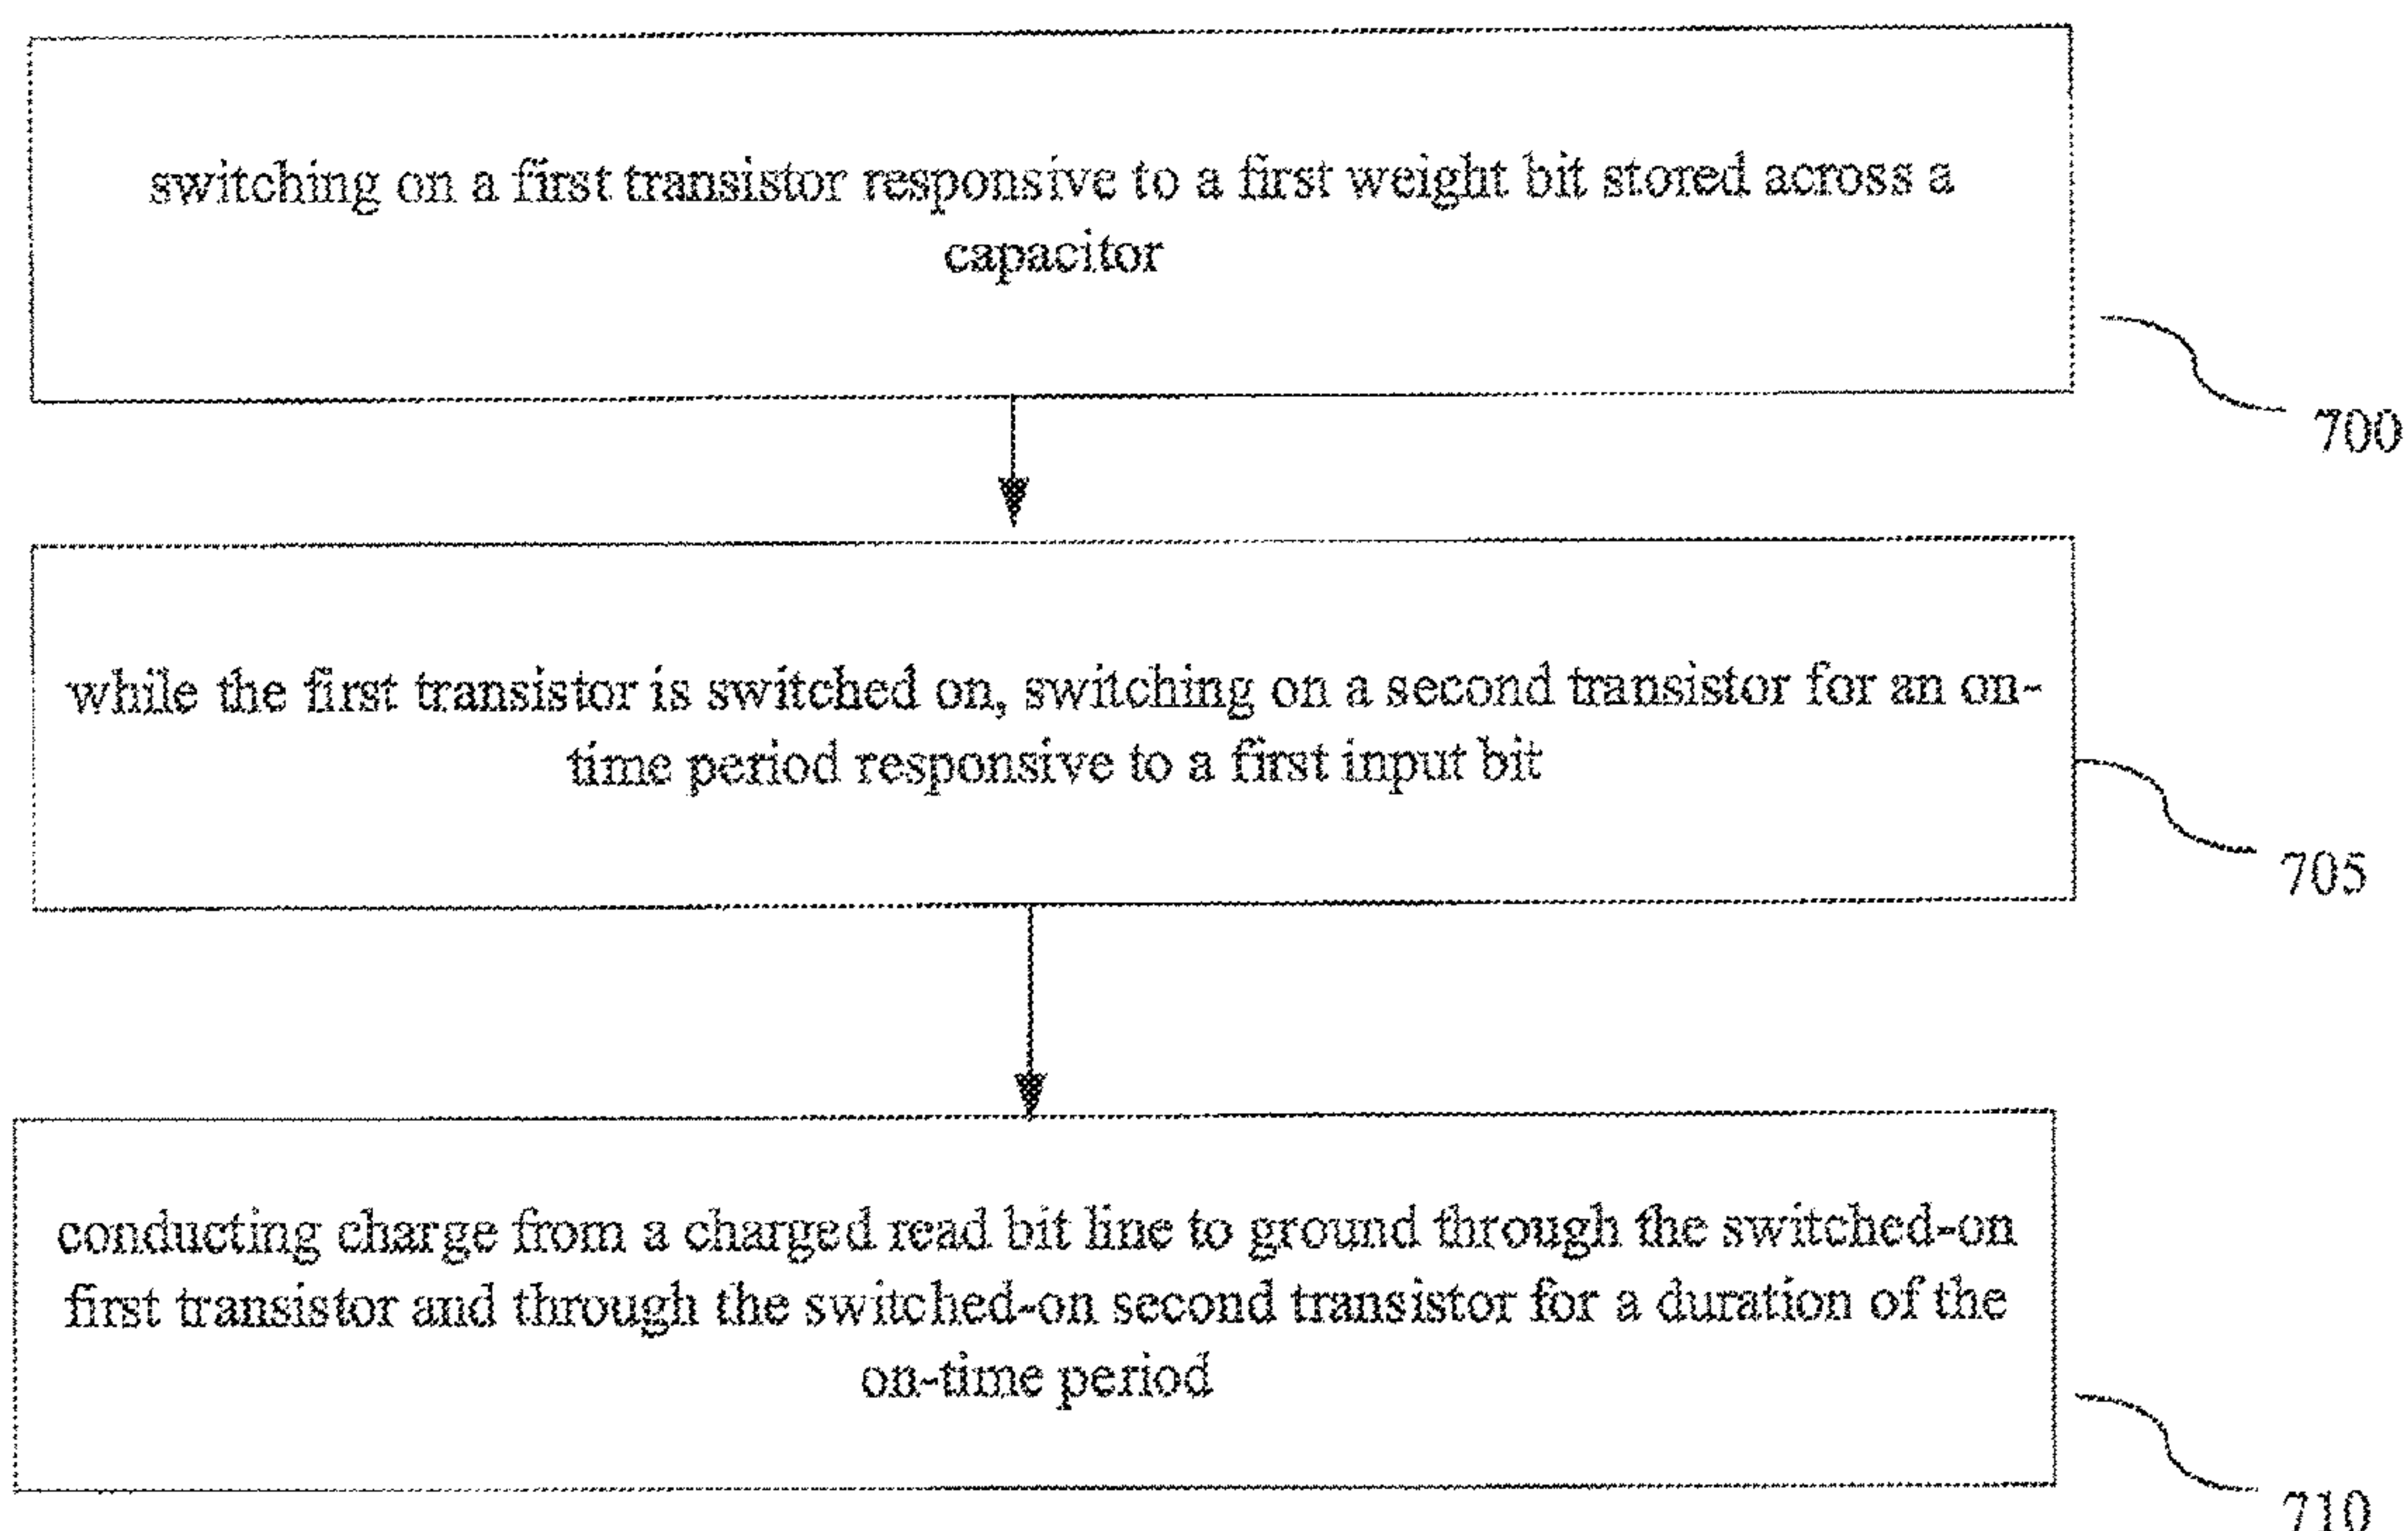 switching on a first transistor responsive to a first weight bit stored across a
capacitor
700
while the first transistor is switched on, switching on a second transistor for an on-
time period responsive to a first input bit
705
conducting charge from a charged read bit line to ground through the switched-on
first transistor and through the switched-on second transistor for a duration of the
on-time period
710